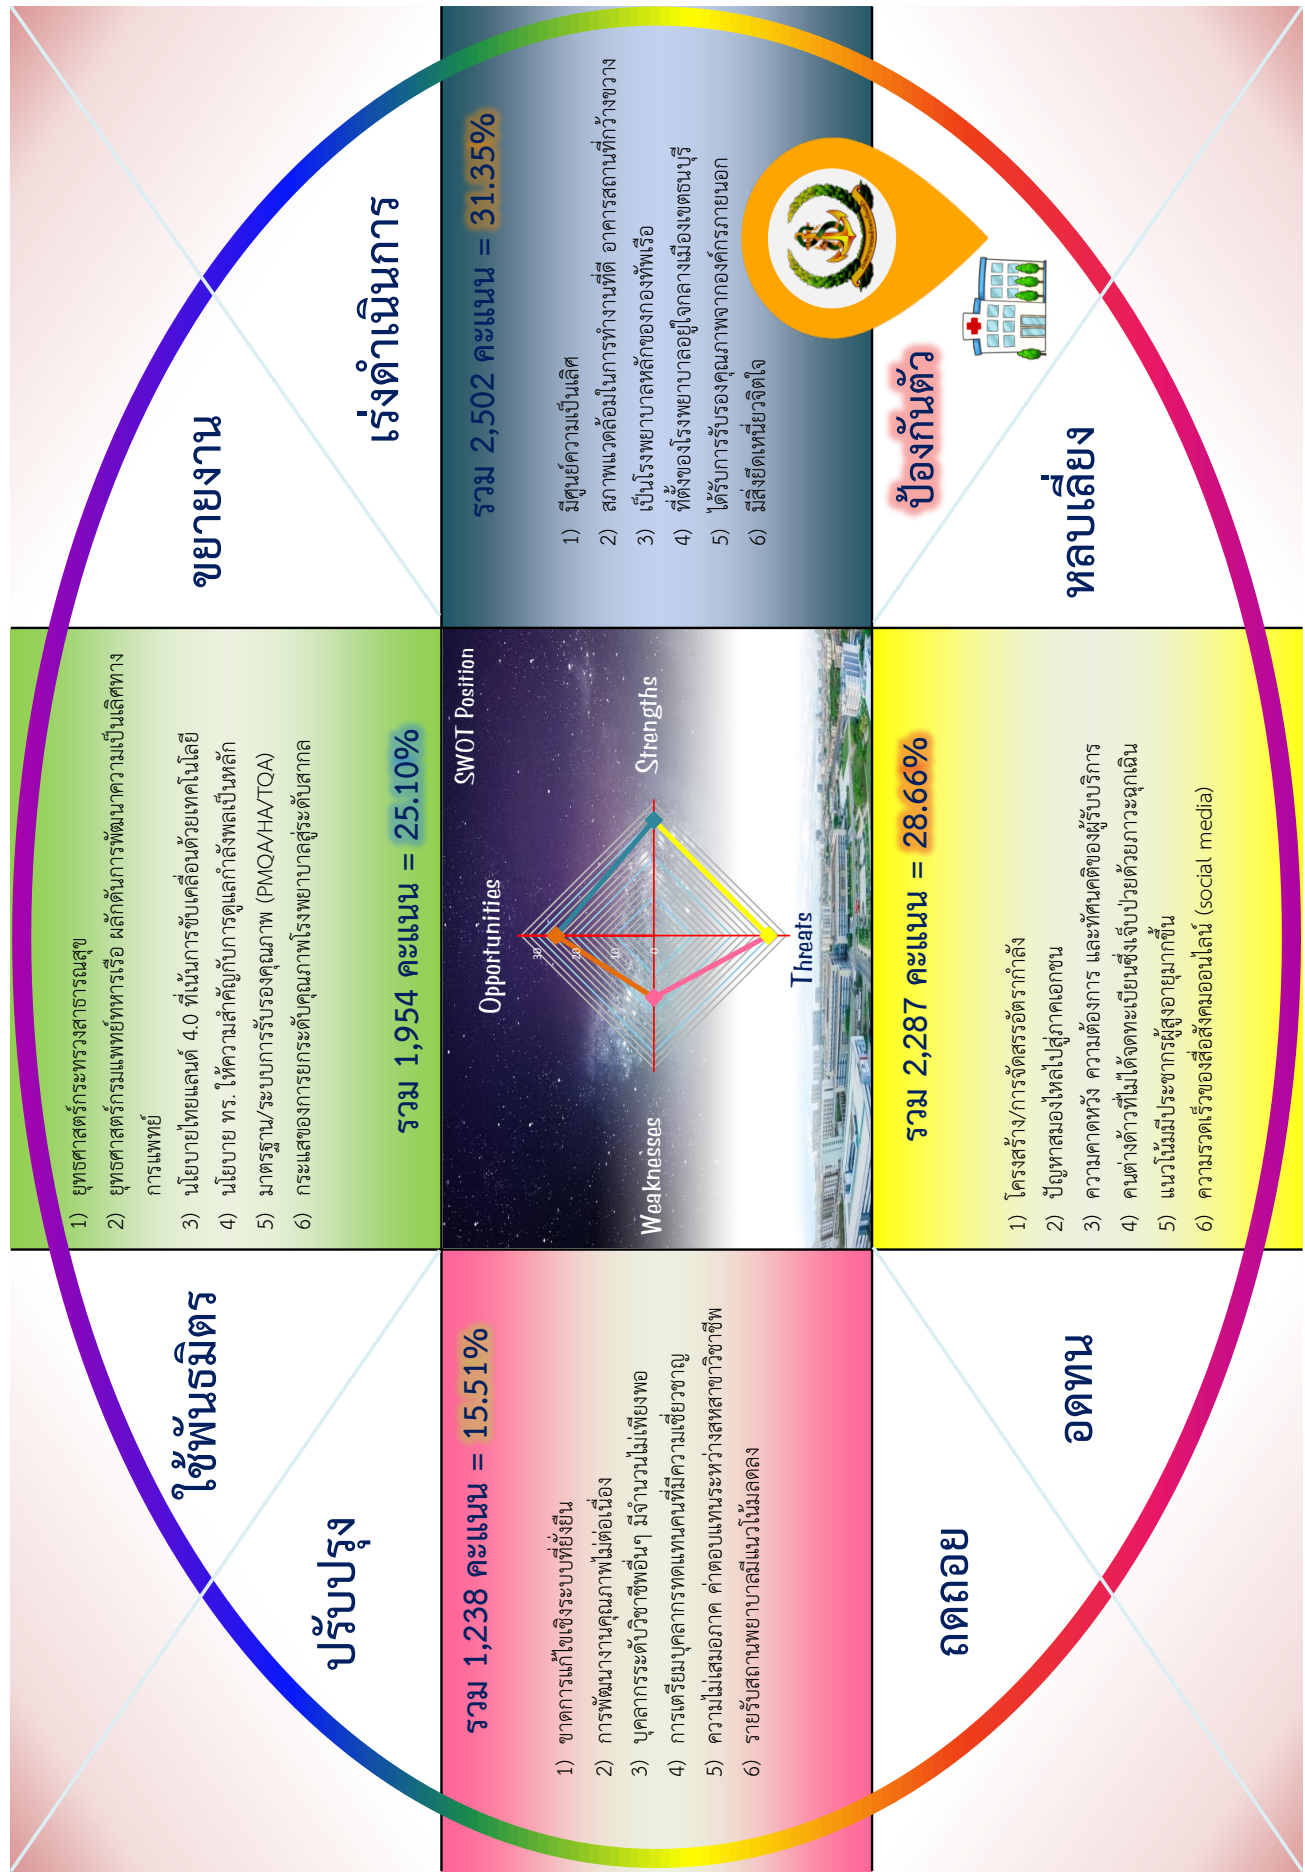 1) ยุทธศาสตร์กระทรวงสาธารณสุข
2) ยุทธศาสตร์กรมแพทย์ทหารเรือ ผลักดันการพัฒนาความเป็นเลิศทาง
การแพทย์
3) นโยบายไทยแลนด์ 4.0 ที่เน้นการขับเคลื่อนด้วยเทคโนโลยี
4) นโยบาย ทร. ให้ความสำคัญกับการดูแลกำลังพลเป็นหลัก
5) มาตรฐาน/ระบบการรับรองคุณภาพ (PMQA/HA/TQA)
6) กระแสของการยกระดับคุณภาพโรงพยาบาลสู่ระดับสากล
รวม 1,954 คะแนน = 25.10%
ใช้พันธมิตร
ปรับปรุง
ขยายงาน
เร่งดำเนินการ
รวม 1,238 คะแนน = 15.51%
1) ขาดการแก้ไขเชิงระบบที่ยั่งยืน
2) การพัฒนางานคุณภาพไม่ต่อเนื่อง
3) บุคลากรระดับวิชาชีพอื่นๆ มีจำนวนไม่เพียงพอ
4) การเตรียมบุคลากรทดแทนคนที่มีความเชี่ยวชาญ
5) ความไม่เสมอภาค ค่าตอบแทนระหว่างสหสาขาวิชาชีพ
6) รายรับสถานพยาบาลมีแนวโน้มลดลง
SWOT Position
Opportunities
Weaknesses
Strengths
Threats
30
20
10
0
รวม 2,502 คะแนน = 31.35%
1) มีศูนย์ความเป็นเลิศ
2) สภาพแวดล้อมในการทำงานที่ดี อาคารสถานที่กว้างขวาง
3) เป็นโรงพยาบาลหลักของกองทัพเรือ
4) ที่ตั้งของโรงพยาบาลอยู่ใจกลางเมืองเขตธนบุรี
5) ได้รับการรับรองคุณภาพจากองค์กรภายนอก
6) มีสิ่งยึดเหนี่ยวจิตใจ
ถดถอย
อดทน
รวม 2,287 คะแนน = 28.66%
1) โครงสร้าง/การจัดสรรอัตรากำลัง
2) ปัญหาสมองไหลไปสู่ภาคเอกชน
3) ความคาดหวัง ความต้องการ และทัศนคติของผู้รับบริการ
4) คนต่างด้าวที่ไม่ได้จดทะเบียนซึ่งเจ็บป่วยด้วยภาวะฉุกเฉิน
5) แนวโน้มมีประชากรผู้สูงอายุมากขึ้น
6) ความรวดเร็วของสื่อสังคมออนไลน์ (social media)
ป้องกันตัว
หลบเลี่ยง